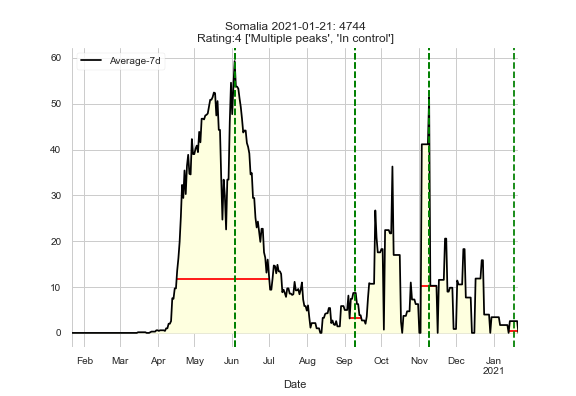 Somalia 2021-01-21: 4744
Rating:4 ['Multiple peaks', 'In control']
Average-7d
60
50
40
30
20
10
0
Feb Mar Apr May Jun Jul Aug Sep Oct Nov Dec Jan
2021
Date